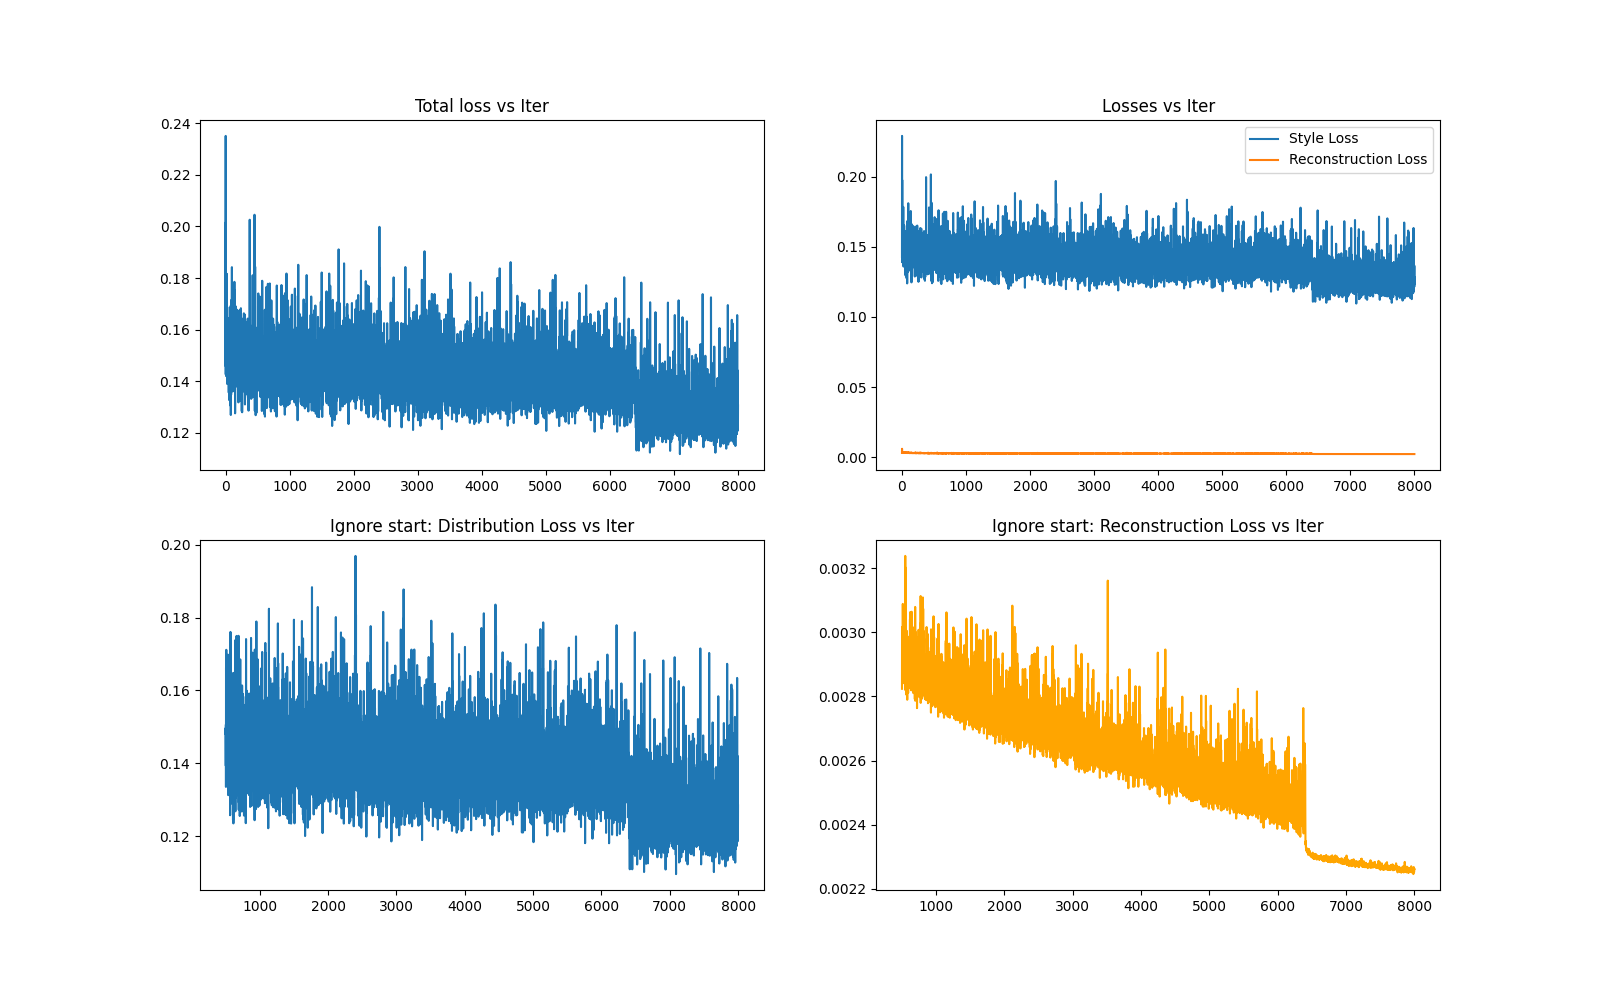 Total loss vs Iter
0.24
0.22
0.20
0.18
0.16
0.14
0.12
0 1000 2000 3000 4000 5000 6000 7000 8000
Losses vs Iter
Style Loss
Reconstruction Loss
0.20
0.15
0.10
0.05
0.00
0 1000 2000 3000 4000 5000 6000 7000 8000
Ignore start: Distribution Loss vs Iter
0.20
0.18
0.16
0.14
0.12
1000 2000 3000 4000 5000 6000 7000 8000
Ignore start: Reconstruction Loss vs Iter
0.0032
0.0030
0.0028
0.0026
0.0024
0.0022
1000 2000 3000 4000 5000 6000 7000 8000